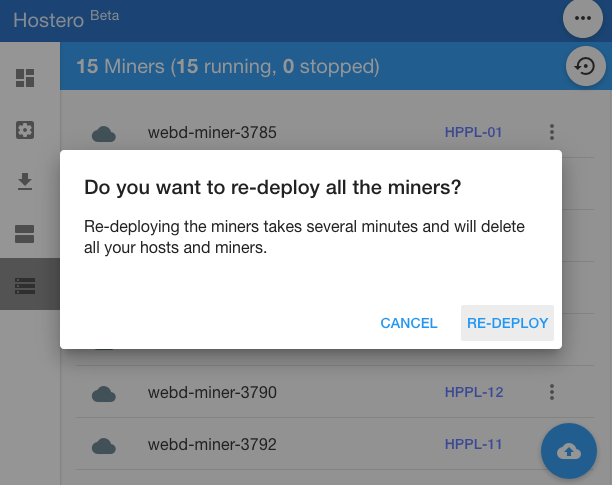 Hostero Beta
15 Miners (15 running, 0 stopped)
webd-miner-3785 HPPL-01
Do you want to re-deploy all the miners?
Re-deploying the miners takes several minutes and will delete
all your hosts and miners.
CANCEL RE-DEPLOY
webd-miner-3790 HPPL-12
webd-miner-3792 HPPL-11